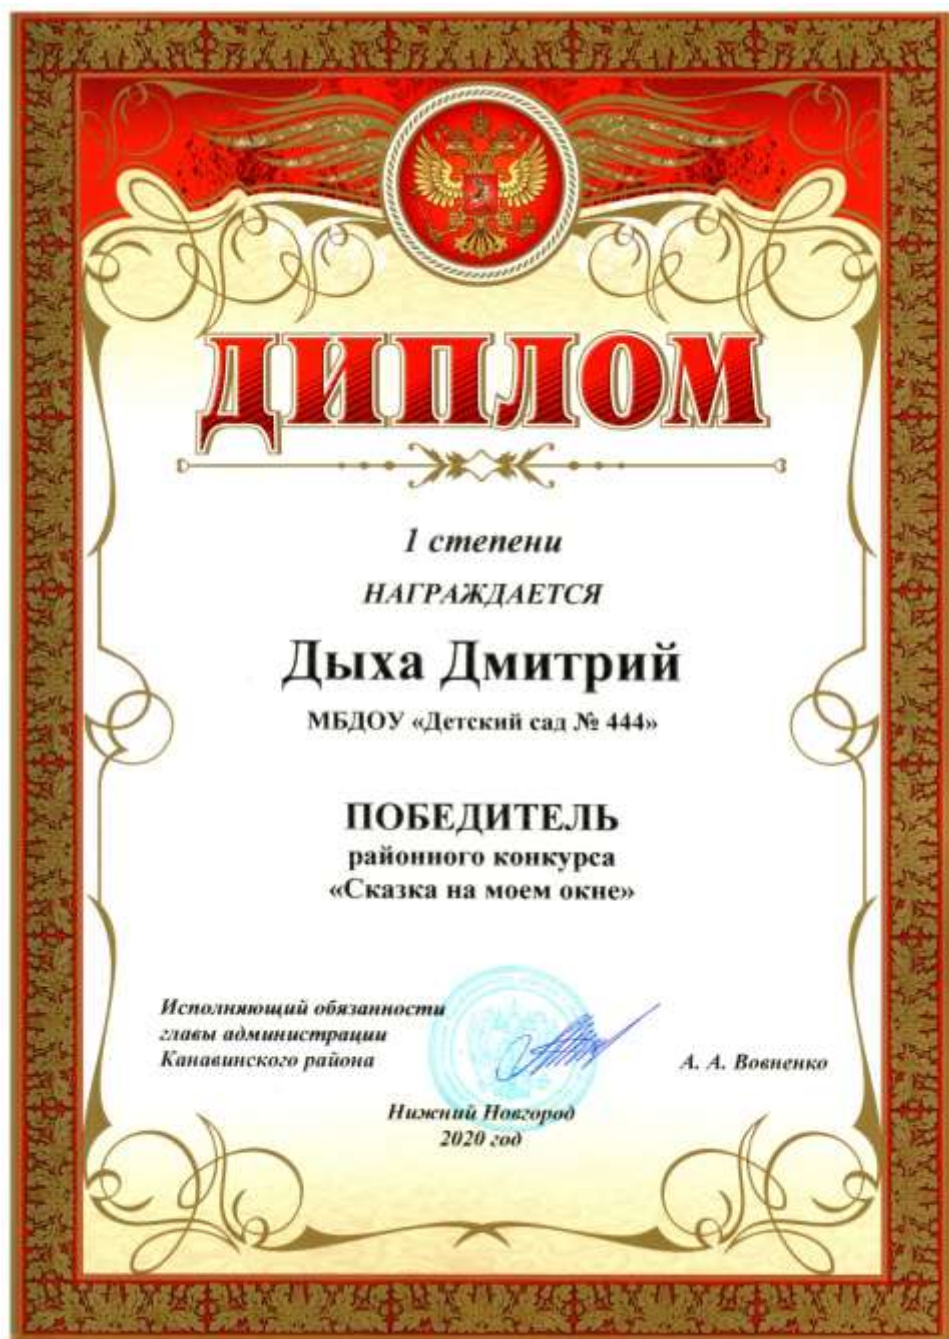 ДИПЛОМ
1 степени
НАГРАЖДАЕТСЯ
Дыха Дмитрий
МБДОУ «Детский сад № 444»
ПОБЕДИТЕЛЬ
районного конкурса
«Сказка на моем окне»
Исполняющий обязанности
главы администрации
Канавинского района
А. А. Вовненко
Нижний Новгород
2020 год